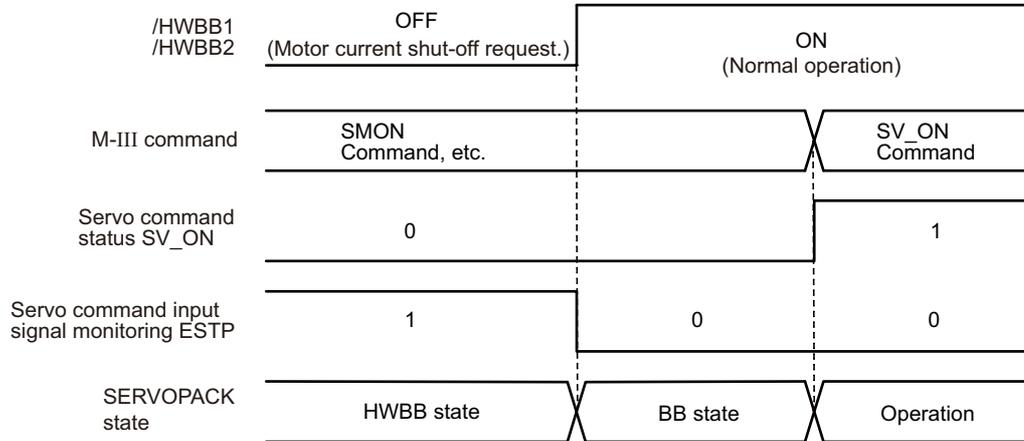 /HWBB1
/HWBB2
OFF
(Motor current shut-off request.)
ON
(Normal operation)
M-III command
SMON
Command, etc.
SV_ON
Command
Servo command
status SV_ON
0
1
Servo command input
signal monitoring ESTP
1
0
0
SERVOPACK
state
HWBB state
BB state
Operation